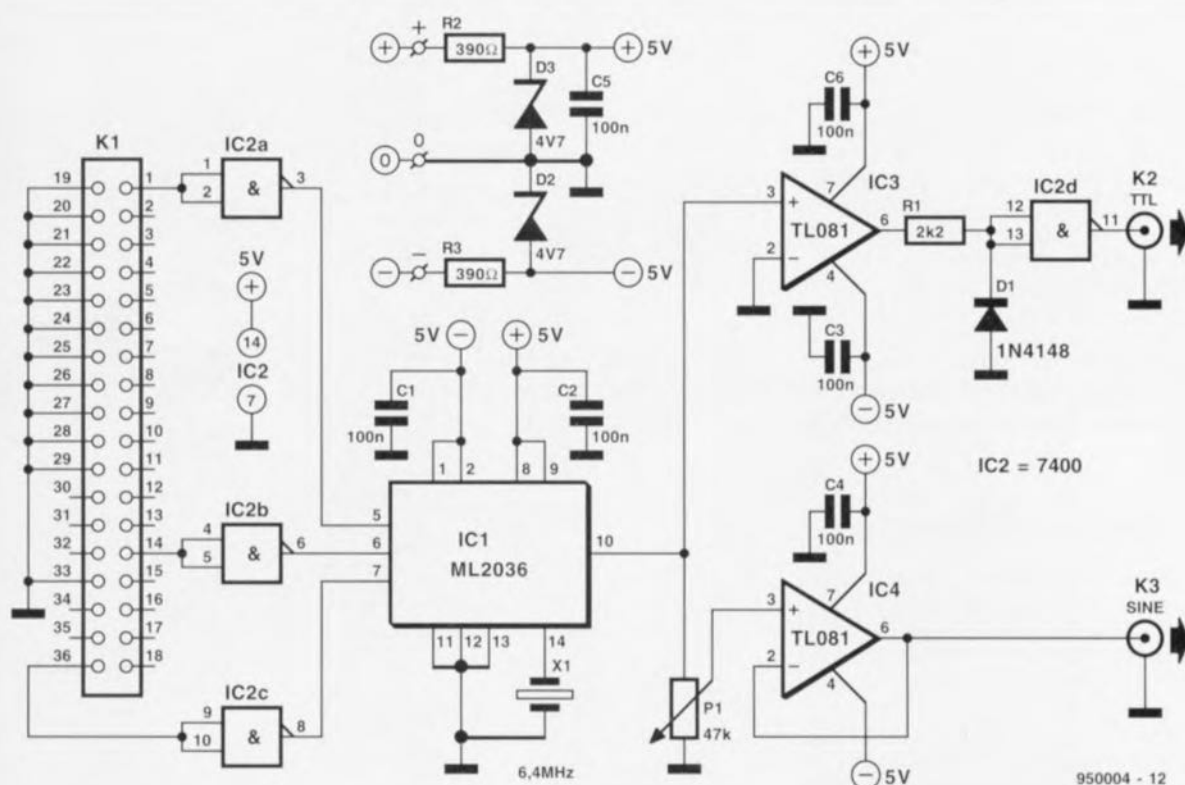 K1
19
20
21
22
23
24
25
26
27
28
29
30
31
32
33
34
35
36
1
2
3
4
5
6
7
8
9
10
11
12
13
14
15
16
17
18
IC2a
1
2
&
3
5V
+
14
IC2
7
IC2b
4
5
&
6
IC2c
9
10
&
8
+
+
R2
390Ω
+
5V
D3
4V7
C5
100n
0
0
D2
4V7
−
−
R3
390Ω
−
5V
5V
−
+
5V
C1
100n
C2
100n
1
2
8
9
5
6
7
IC1
ML2036
10
11
12
13
14
X1
6,4MHz
P1
47k
+
5V
C6
100n
3
+
7
IC3
TL081
6
2
−
4
C3
100n
−
5V
R1
2k2
12
13
IC2d
&
11
K2
TTL
D1
1N4148
IC2 = 7400
+
5V
C4
100n
3
+
7
IC4
TL081
6
2
−
4
−
5V
K3
SINE
950004 - 12